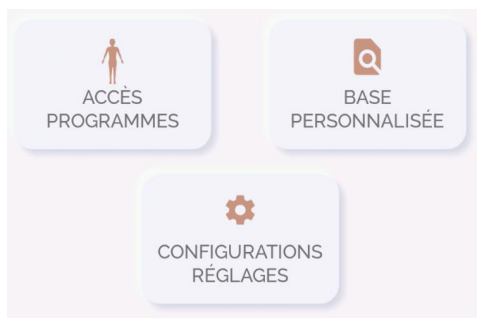 ACCÈS
PROGRAMMES
BASE
PERSONNALISÉE
CONFIGURATIONS
RÉGLAGES